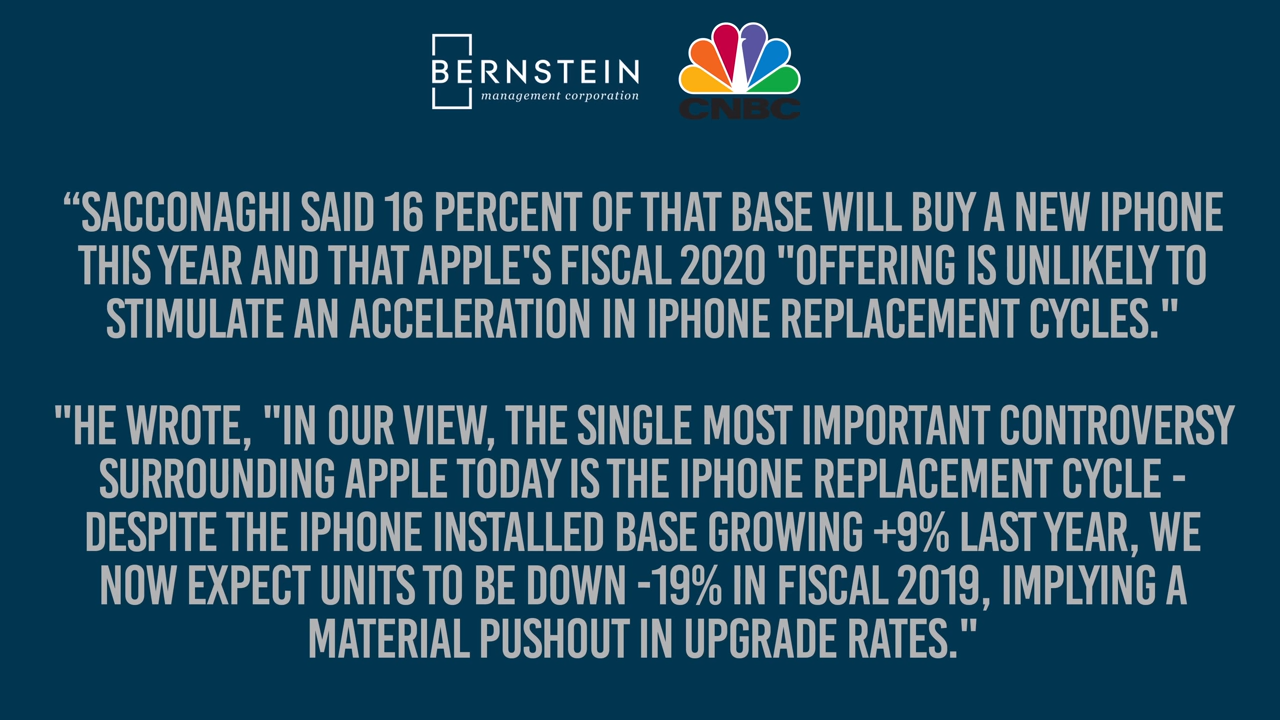 BERNSTEIN
management corporation
CNBC
“SACCONAGHI SAID 16 PERCENT OF THAT BASE WILL BUY A NEW IPHONE
THIS YEAR AND THAT APPLE'S FISCAL 2020 "OFFERING IS UNLIKELY TO
STIMULATE AN ACCELERATION IN IPHONE REPLACEMENT CYCLES."
"HE WROTE, "IN OUR VIEW, THE SINGLE MOST IMPORTANT CONTROVERSY
SURROUNDING APPLE TODAY IS THE IPHONE REPLACEMENT CYCLE -
DESPITE THE IPHONE INSTALLED BASE GROWING +9% LAST YEAR, WE
NOW EXPECT UNITS TO BE DOWN -19% IN FISCAL 2019, IMPLYING A
MATERIAL PUSHOUT IN UPGRADE RATES."